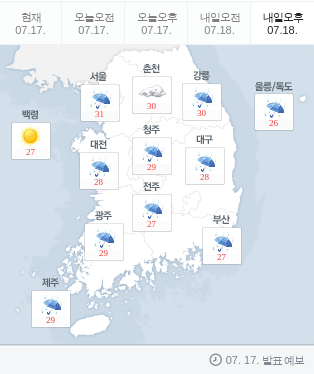 현재 오늘오전 오늘오후 내일오전 내일오후
07.17. 07.17. 07.17. 07.18. 07.18.
춘천
30
서울
31
강릉
30
울릉/독도
26
백령
27
청주
29
대전
28
대구
28
전주
27
광주
29
부산
27
제주
29
07. 17. 발표 예보